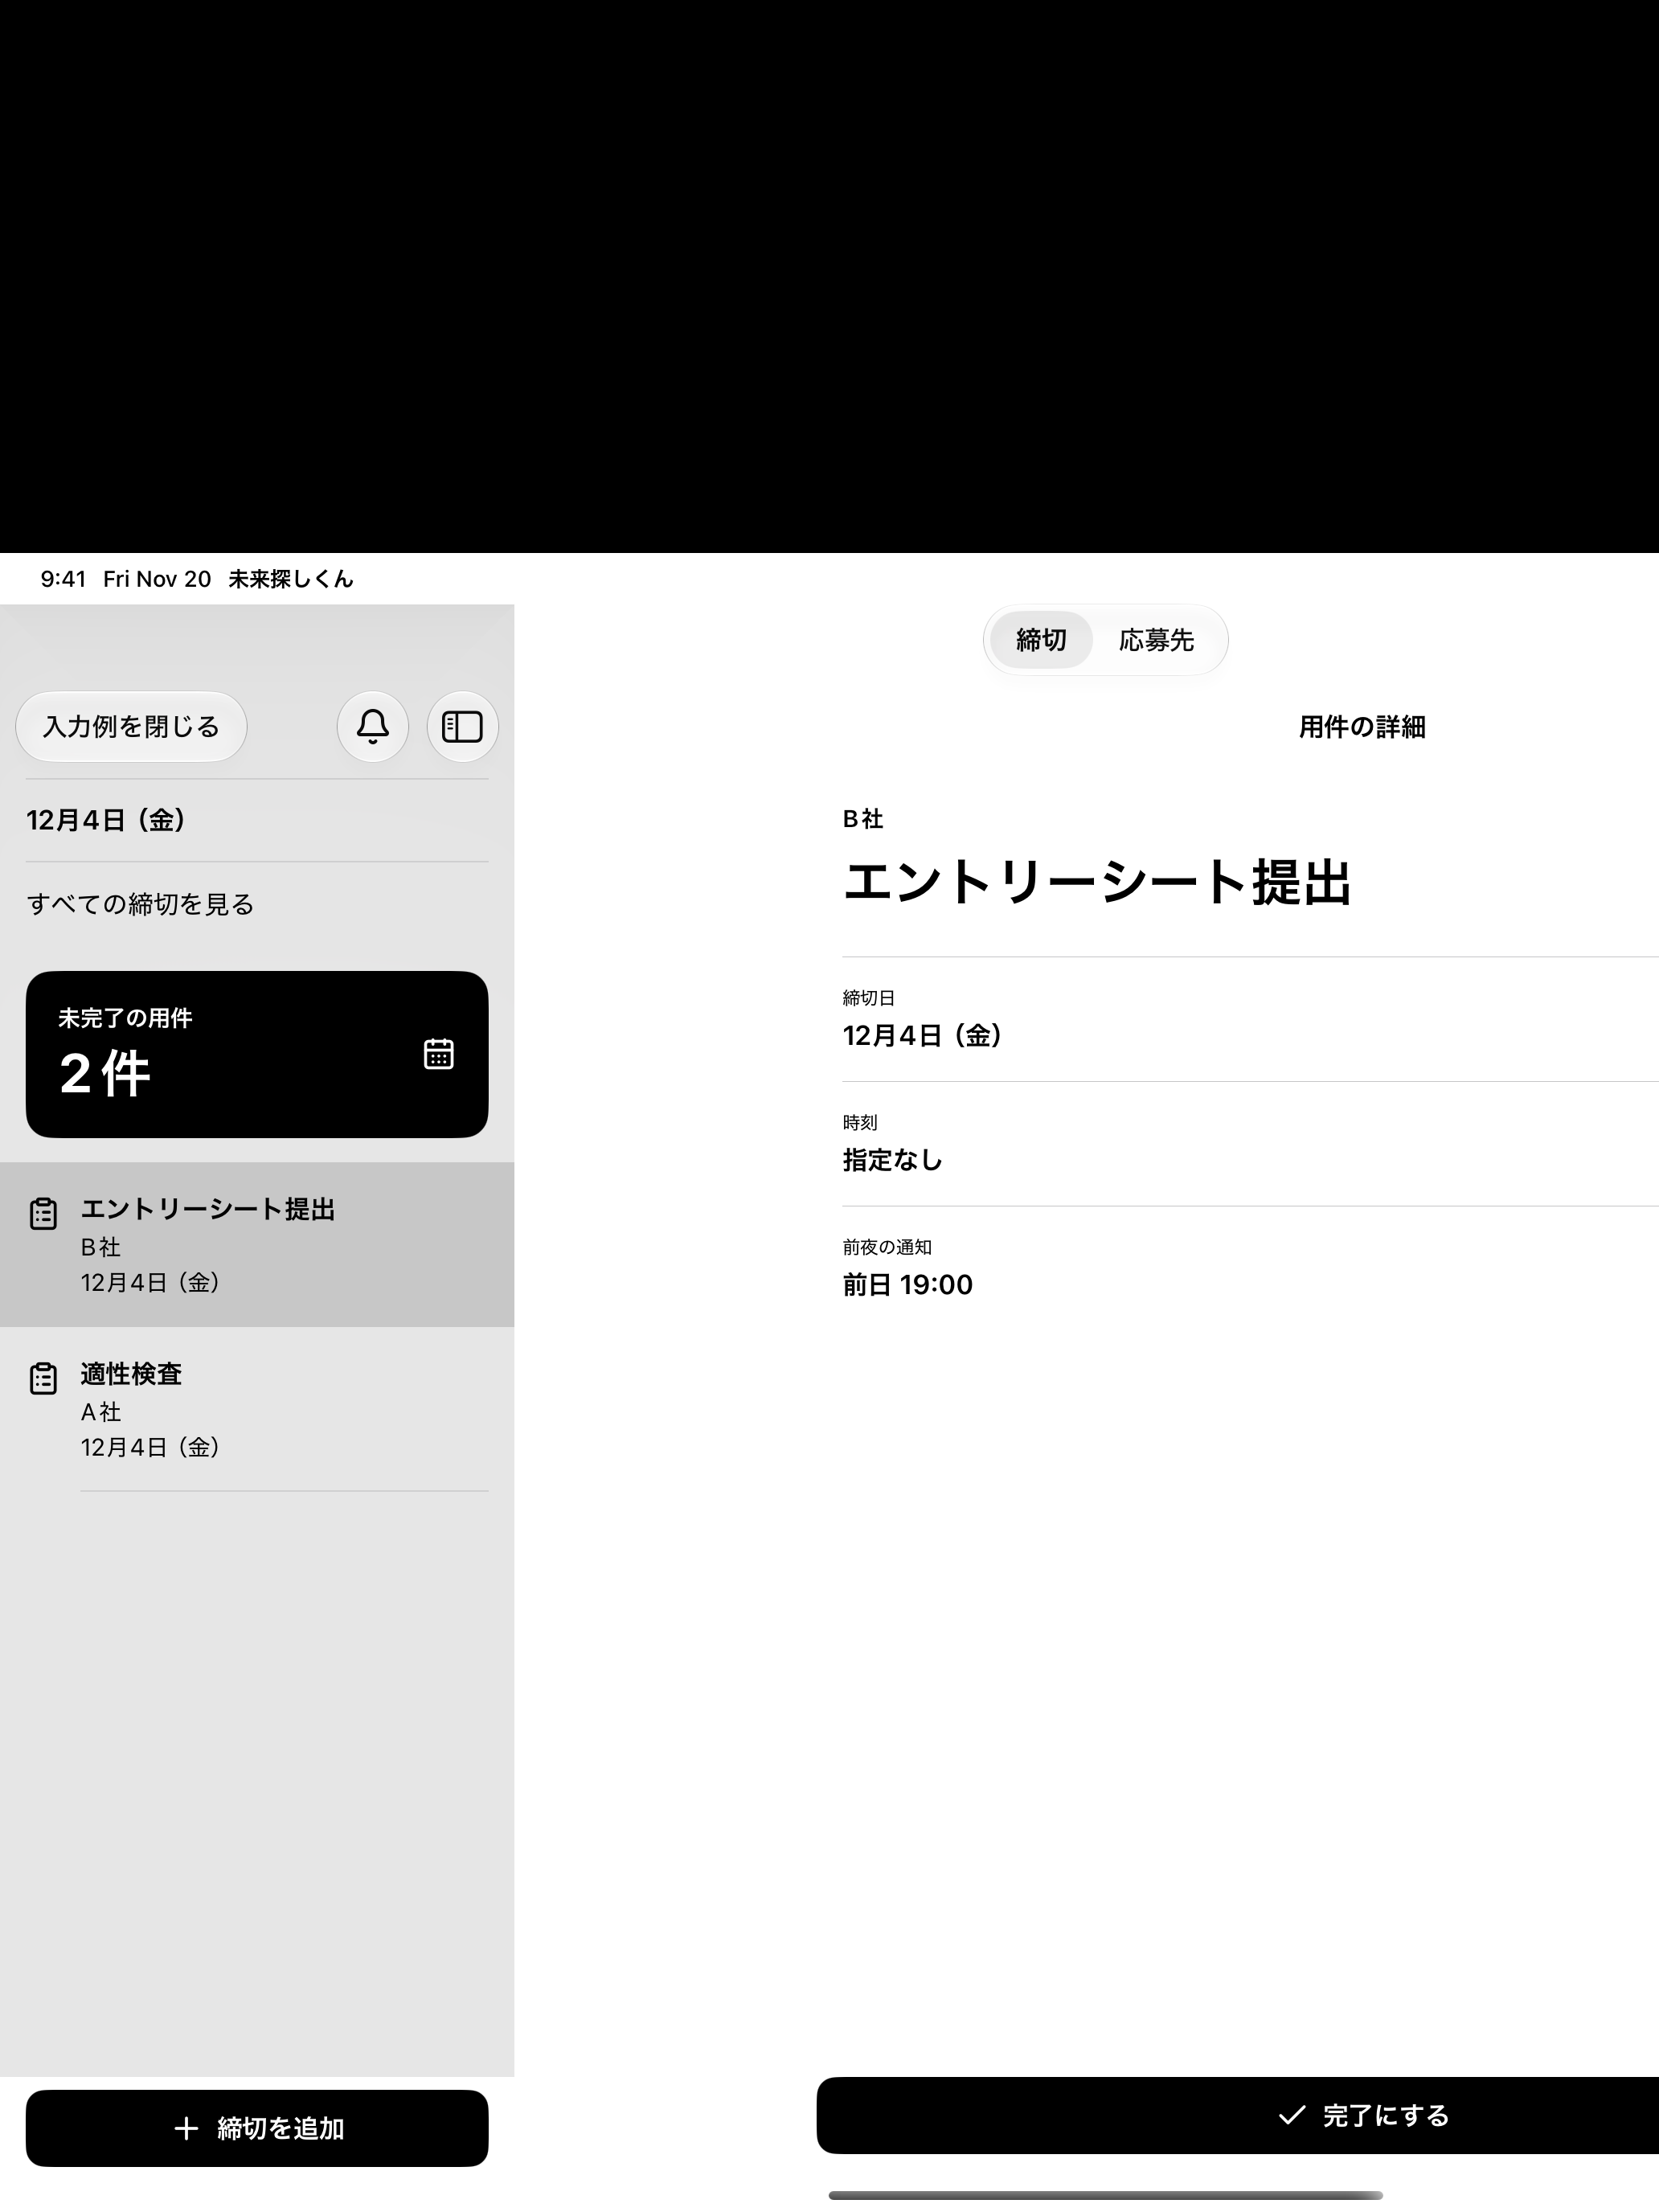 9:41 Fri Nov 20 未来探しくん
締切 応募先
入力例を閉じる
用件の詳細
12月4日（金）
すべての締切を見る
未完了の用件
2件
エントリーシート提出
B社
12月4日（金）
適性検査
A社
12月4日（金）
締切を追加
B社
エントリーシート提出
締切日
12月4日（金）
時刻
指定なし
前夜の通知
前日 19:00
完了にする